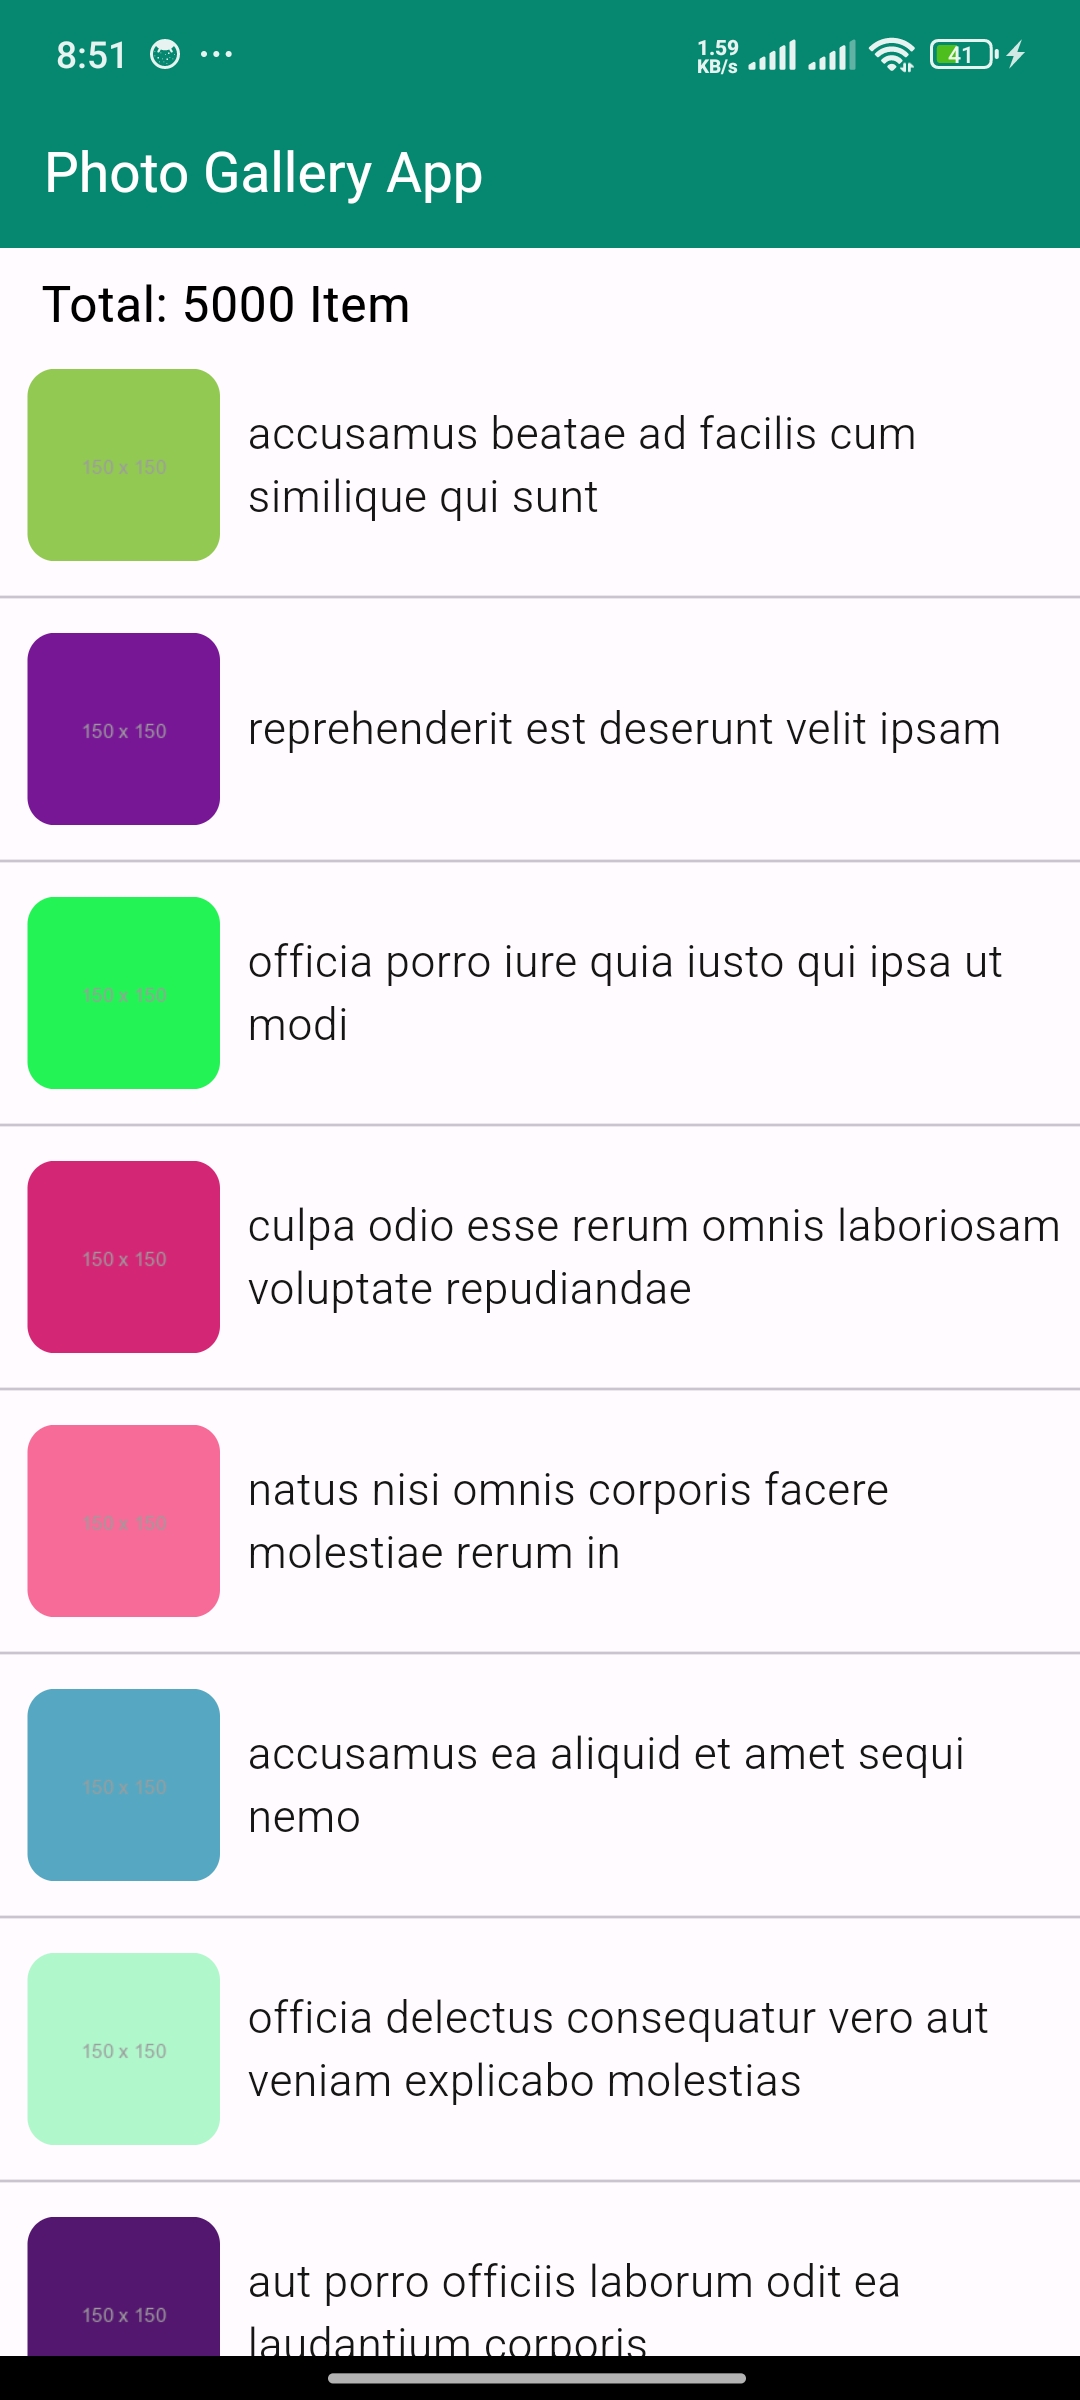 8:51 ... 1.59 KB/s 41
Photo Gallery App
Total: 5000 Item
150 x 150
accusamus beatae ad facilis cum
similique qui sunt
150 x 150
reprehenderit est deserunt velit ipsam
150 x 150
officia porro iure quia iusto qui ipsa ut
modi
150 x 150
culpa odio esse rerum omnis laboriosam
voluptate repudiandae
150 x 150
natus nisi omnis corporis facere
molestiae rerum in
150 x 150
accusamus ea aliquid et amet sequi
nemo
150 x 150
officia delectus consequatur vero aut
veniam explicabo molestias
150 x 150
aut porro officiis laborum odit ea
laudantium corporis